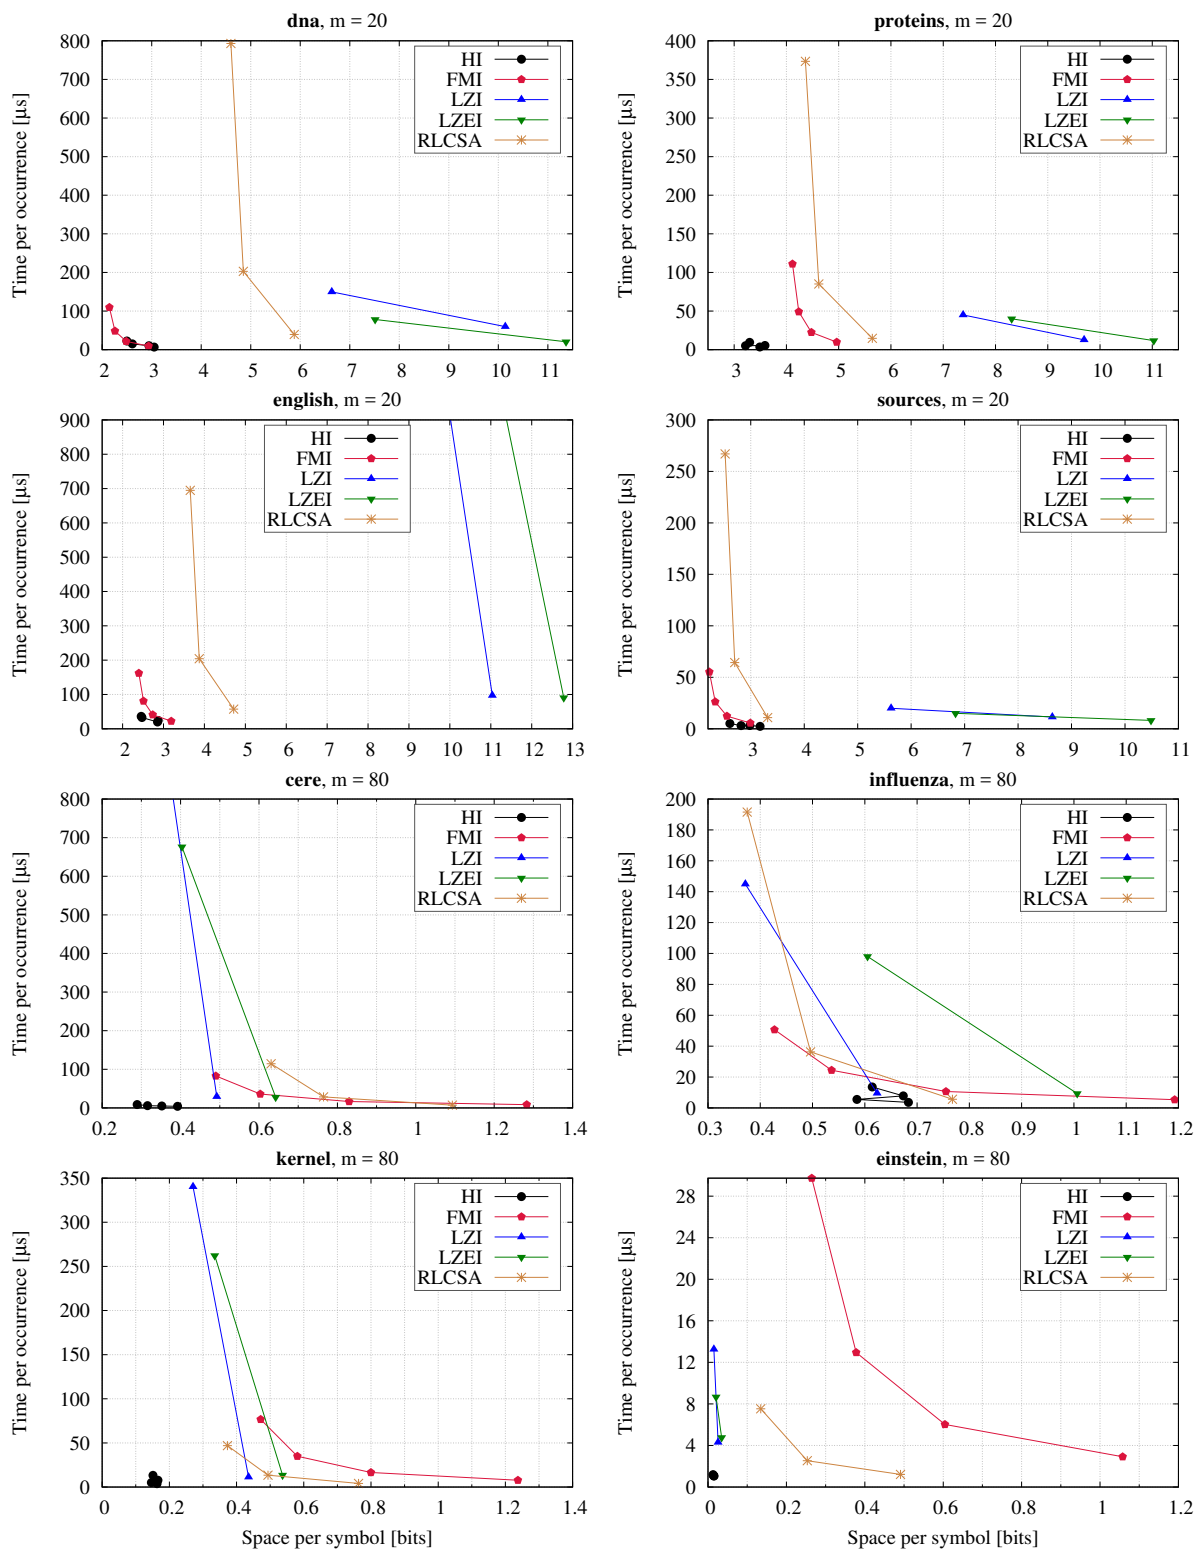 dna, m = 20
Time per occurrence [µs]
800
700
600
500
400
300
200
100
0
2 3 4 5 6 7 8 9 10 11
HI
FMI
LZI
LZEI
RLCSA
proteins, m = 20
Time per occurrence [µs]
400
350
300
250
200
150
100
50
0
3 4 5 6 7 8 9 10 11
HI
FMI
LZI
LZEI
RLCSA
english, m = 20
Time per occurrence [µs]
900
800
700
600
500
400
300
200
100
0
2 3 4 5 6 7 8 9 10 11 12 13
HI
FMI
LZI
LZEI
RLCSA
sources, m = 20
Time per occurrence [µs]
300
250
200
150
100
50
0
3 4 5 6 7 8 9 10 11
HI
FMI
LZI
LZEI
RLCSA
cere, m = 80
Time per occurrence [µs]
800
700
600
500
400
300
200
100
0
0.2 0.4 0.6 0.8 1 1.2 1.4
HI
FMI
LZI
LZEI
RLCSA
influenza, m = 80
Time per occurrence [µs]
200
180
160
140
120
100
80
60
40
20
0
0.3 0.4 0.5 0.6 0.7 0.8 0.9 1 1.1 1.2
HI
FMI
LZI
LZEI
RLCSA
kernel, m = 80
Time per occurrence [µs]
350
300
250
200
150
100
50
0
0 0.2 0.4 0.6 0.8 1 1.2 1.4
Space per symbol [bits]
HI
FMI
LZI
LZEI
RLCSA
einstein, m = 80
Time per occurrence [µs]
28
24
20
16
12
8
4
0
0 0.2 0.4 0.6 0.8 1 1.2
Space per symbol [bits]
HI
FMI
LZI
LZEI
RLCSA